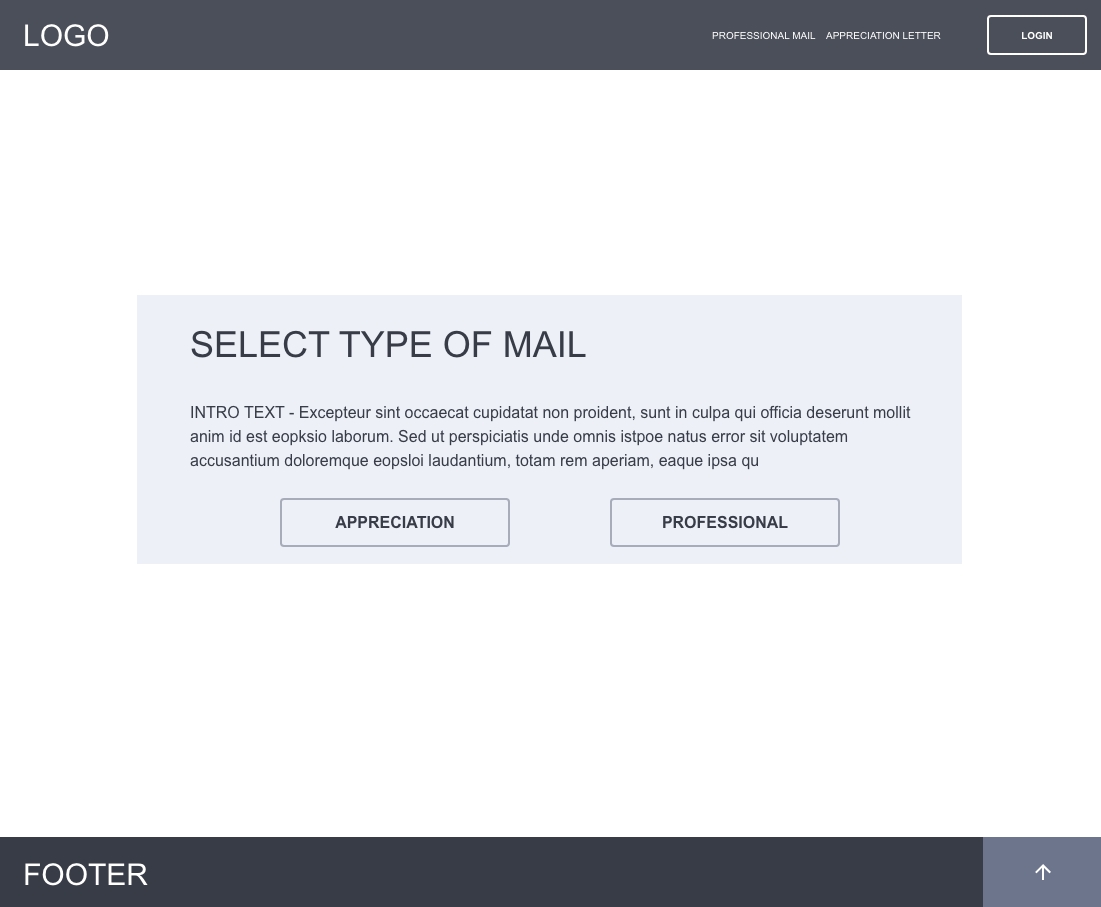 LOGO
PROFESSIONAL MAIL
APPRECIATION LETTER
LOGIN
SELECT TYPE OF MAIL
INTRO TEXT - Excepteur sint occaecat cupidatat non proident, sunt in culpa qui officia deserunt mollit
anim id est eopksio laborum. Sed ut perspiciatis unde omnis istpoe natus error sit voluptatem
accusantium doloremque eopsloi laudantium, totam rem aperiam, eaque ipsa qu
APPRECIATION
PROFESSIONAL
FOOTER